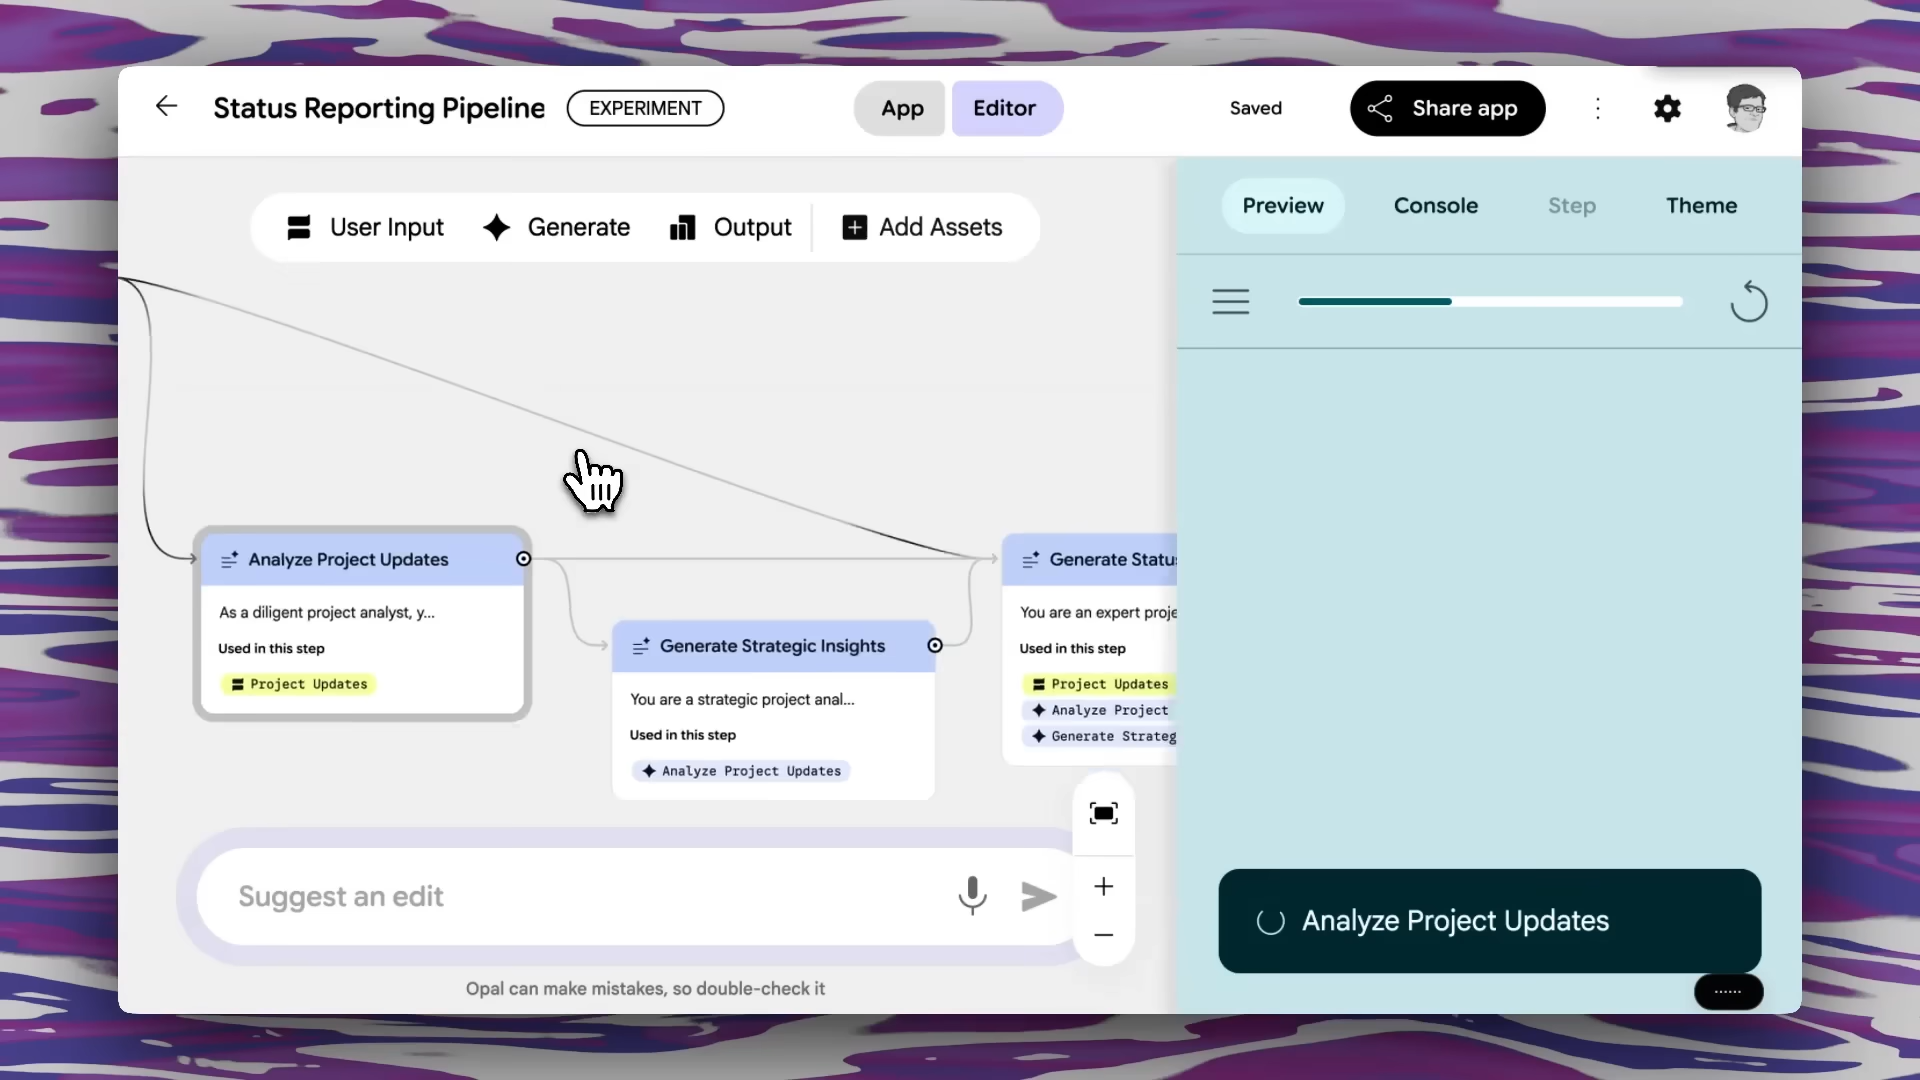 Status Reporting Pipeline
EXPERIMENT
App
Editor
Saved
Share app
User Input
Generate
Output
Add Assets
Preview
Console
Step
Theme
Analyze Project Updates
As a diligent project analyst, y...
Used in this step
Project Updates
Generate Strategic Insights
You are a strategic project anal...
Used in this step
Analyze Project Updates
Generate Statu
You are an expert proje
Used in this step
Project Updates
Analyze Project
Generate Strateg
Suggest an edit
Opal can make mistakes, so double-check it
Analyze Project Updates